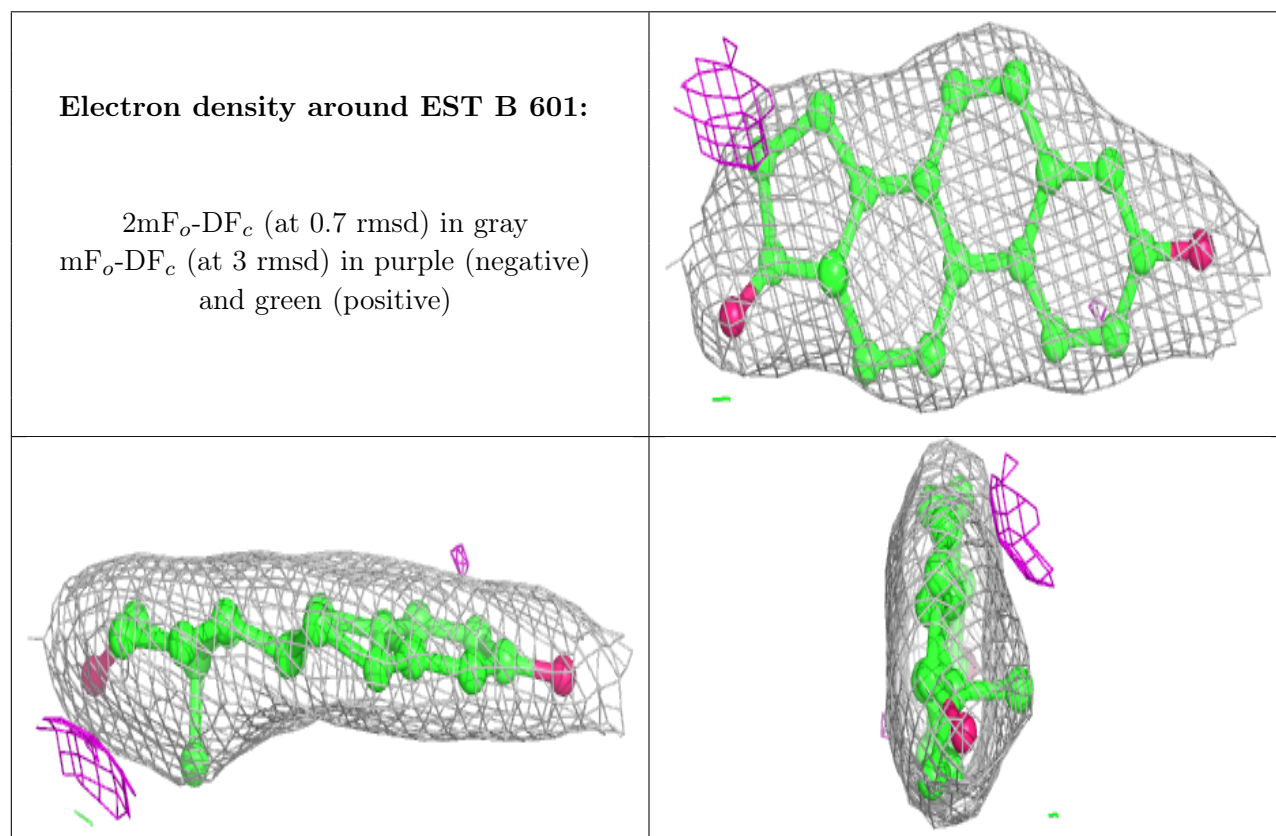 Electron density around EST B 601:
2mFo-DFc (at 0.7 rmsd) in gray
mFo-DFc (at 3 rmsd) in purple (negative)
and green (positive)